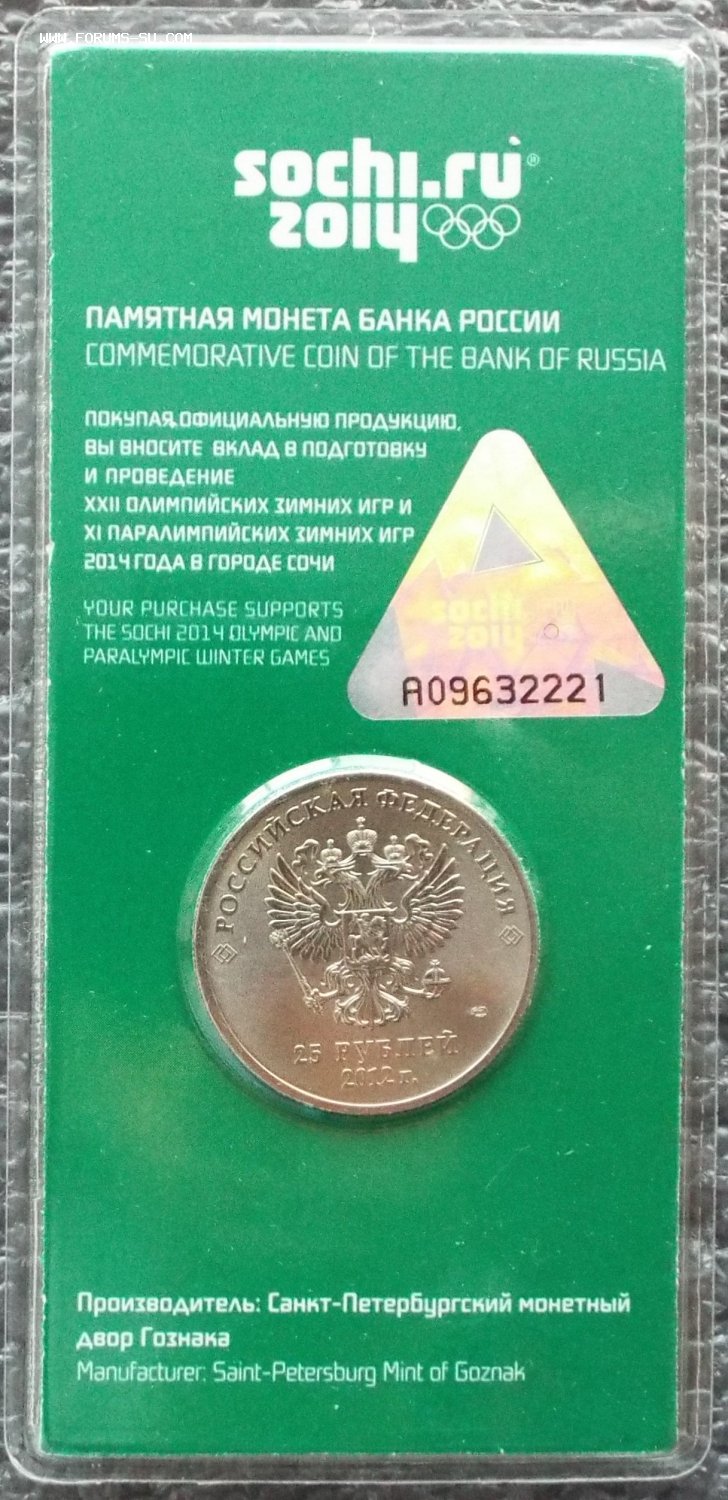 WWW.FORUMS-SU.COM
sochi.ru®
2014
ПАМЯТНАЯ МОНЕТА БАНКА РОССИИ
COMMEMORATIVE COIN OF THE BANK OF RUSSIA
ПОКУПАЯ ОФИЦИАЛЬНУЮ ПРОДУКЦИЮ,
ВЫ ВНОСИТЕ ВКЛАД В ПОДГОТОВКУ
И ПРОВЕДЕНИЕ
XXII ОЛИМПИЙСКИХ ЗИМНИХ ИГР И
XI ПАРАЛИМПИЙСКИХ ЗИМНИХ ИГР
2014 ГОДА В ГОРОДЕ СОЧИ
YOUR PURCHASE SUPPORTS
THE SOCHI 2014 OLYMPIC AND
PARALYMPIC WINTER GAMES
sochi.ru
2014
A09632221
РОССИЙСКАЯ ФЕДЕРАЦИЯ
25 РУБЛЕЙ
2012 г.
Производитель: Санкт-Петербургский монетный
двор Гознака
Manufacturer: Saint-Petersburg Mint of Goznak